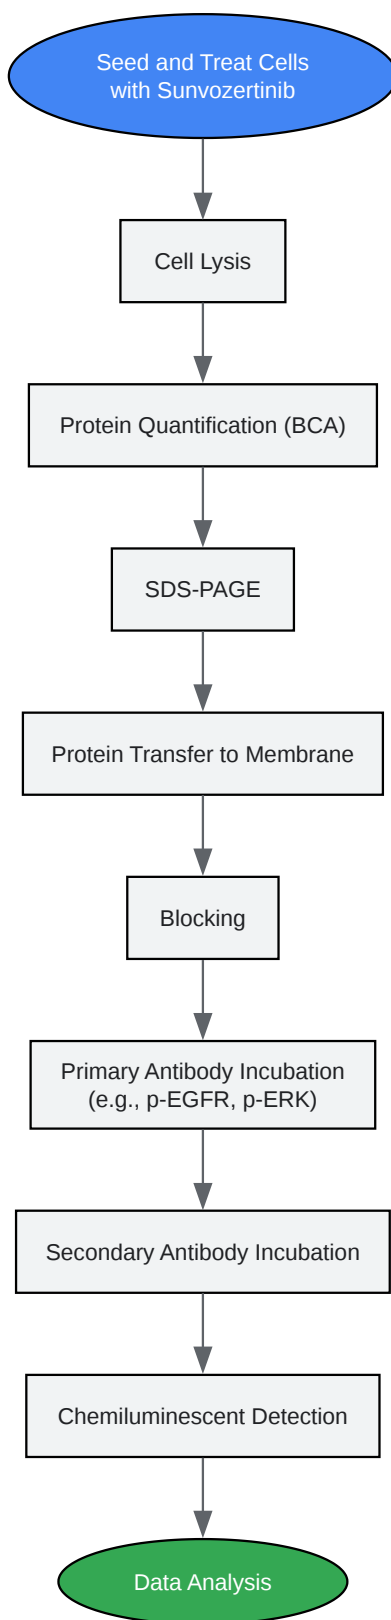 Seed and Treat Cells
with Sunvozertinib
Cell Lysis
Protein Quantification (BCA)
SDS-PAGE
Protein Transfer to Membrane
Blocking
Primary Antibody Incubation
(e.g., p-EGFR, p-ERK)
Secondary Antibody Incubation
Chemiluminescent Detection
Data Analysis